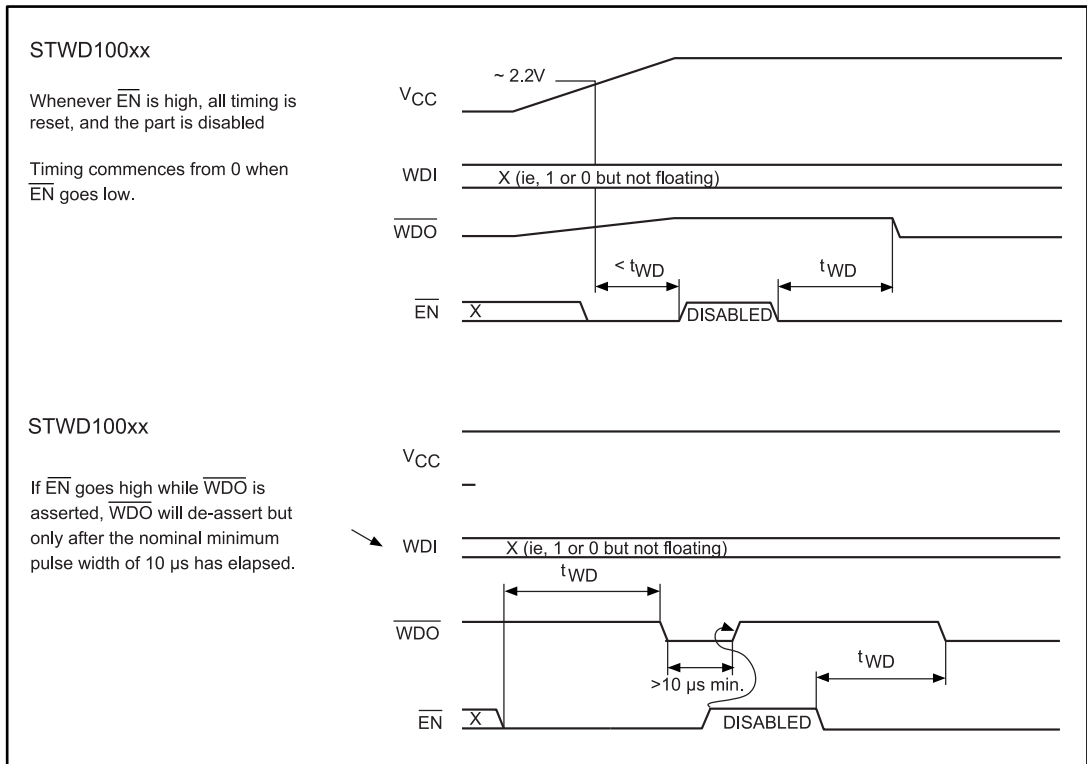 STWD100xx
Whenever EN is high, all timing is
reset, and the part is disabled
Timing commences from 0 when
EN goes low.
~ 2.2V
VCC
WDI
X (ie, 1 or 0 but not floating)
WDO
< tWD
tWD
EN
X
DISABLED
STWD100xx
If EN goes high while WDO is
asserted, WDO will de-assert but
only after the nominal minimum
pulse width of 10 µs has elapsed.
VCC
WDI
X (ie, 1 or 0 but not floating)
tWD
WDO
>10 µs min.
tWD
EN
X
DISABLED